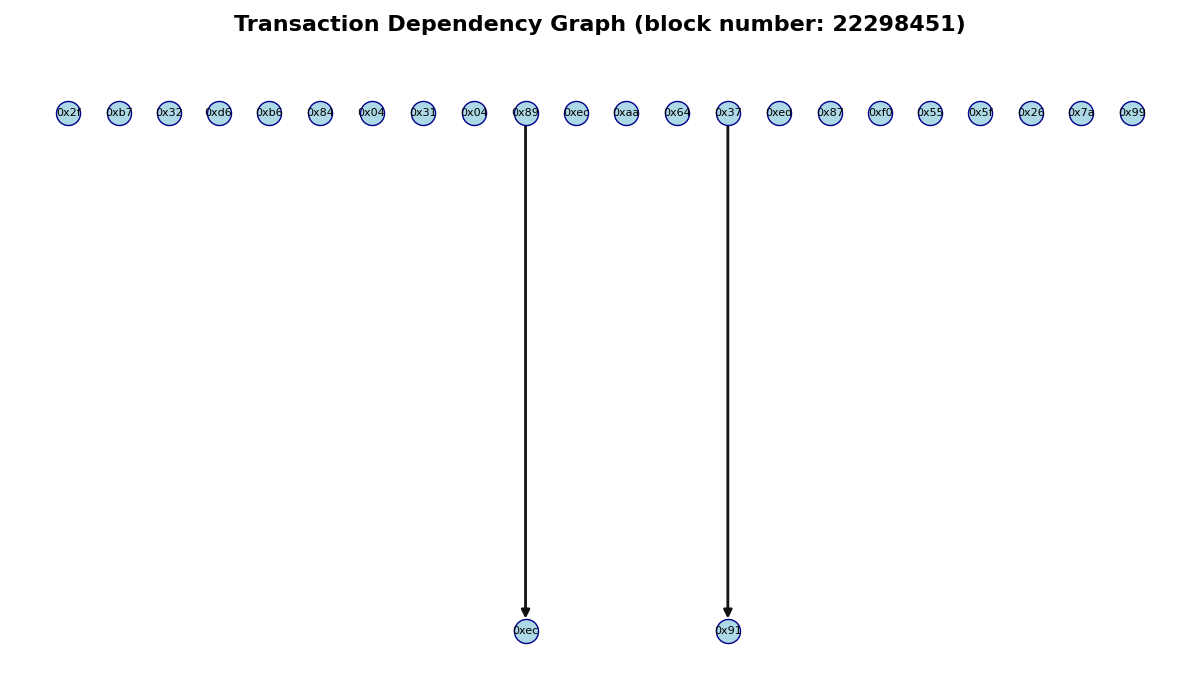 Transaction Dependency Graph (block number: 22298451)
0x2f 0xb7 0x32 0xd6 0xb6 0x84 0x04 0x31 0x04 0x89 0xec 0xaa 0x64 0x37 0xed 0x87 0xf0 0x55 0x5f 0x26 0x7a 0x99
0xec 0x91